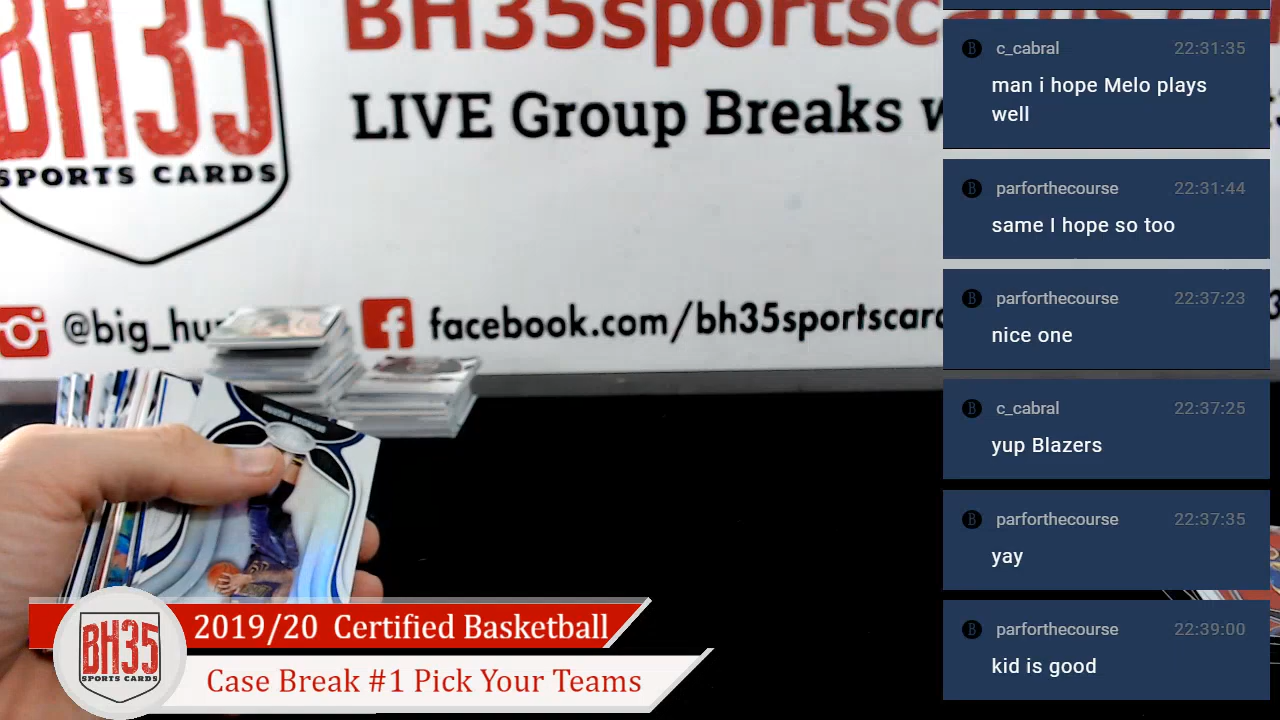 BH35
SPORTS CARDS
BH35sportsc
LIVE Group Breaks
@big_hu
facebook.com/bh35sportscar
c_cabral 22:31:35
man i hope Melo plays
well
parforthecourse 22:31:44
same I hope so too
parforthecourse 22:37:23
nice one
c_cabral 22:37:25
yup Blazers
parforthecourse 22:37:35
yay
parforthecourse 22:39:00
kid is good
BH35
SPORTS CARDS
2019/20 Certified Basketball
Case Break #1 Pick Your Teams